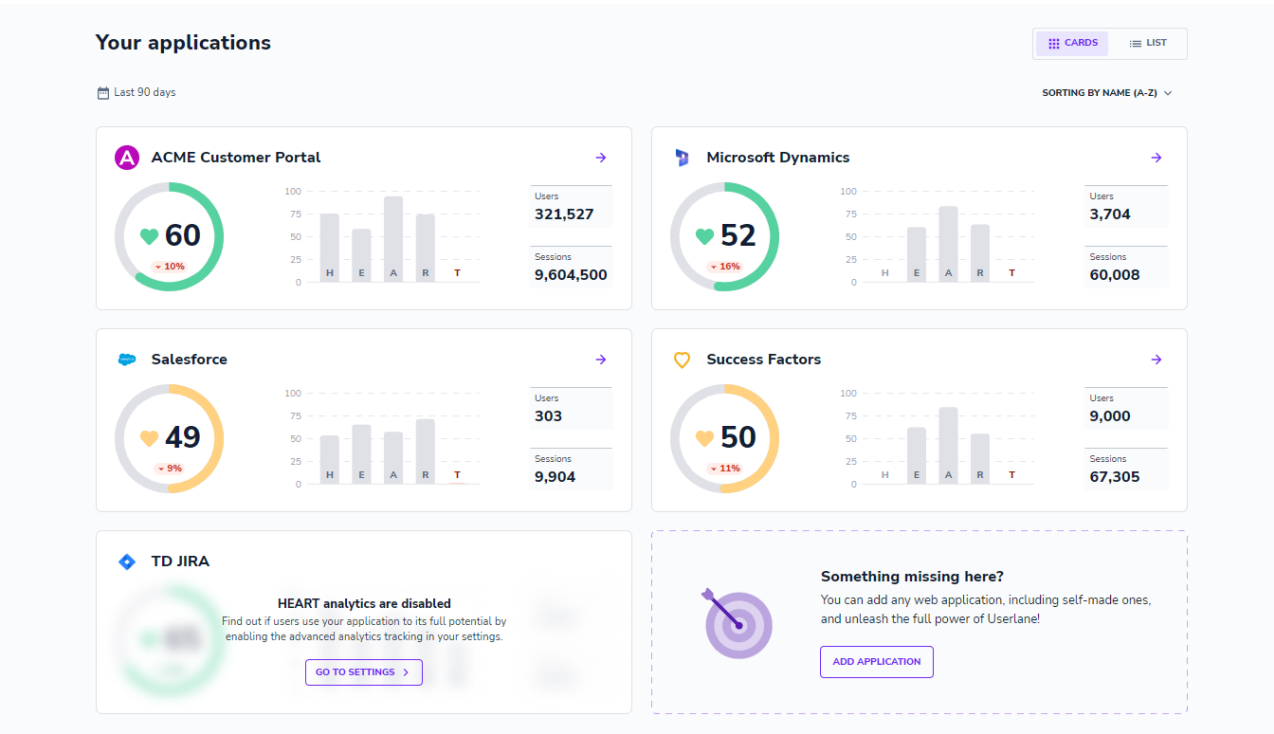 Your applications
CARDS
LIST
Last 90 days
SORTING BY NAME (A-Z)
A
ACME Customer Portal
60
10%
100
75
50
25
0
H E A R T
Users
321,527
Sessions
9,604,500
Microsoft Dynamics
52
16%
100
75
50
25
0
H E A R T
Users
3,704
Sessions
60,008
Salesforce
49
9%
100
75
50
25
0
H E A R T
Users
303
Sessions
9,904
Success Factors
50
11%
100
75
50
25
0
H E A R T
Users
9,000
Sessions
67,305
TD JIRA
HEART analytics are disabled
Find out if users use your application to its full potential by
enabling the advanced analytics tracking in your settings.
GO TO SETTINGS
Something missing here?
You can add any web application, including self-made ones,
and unleash the full power of Userlane!
ADD APPLICATION